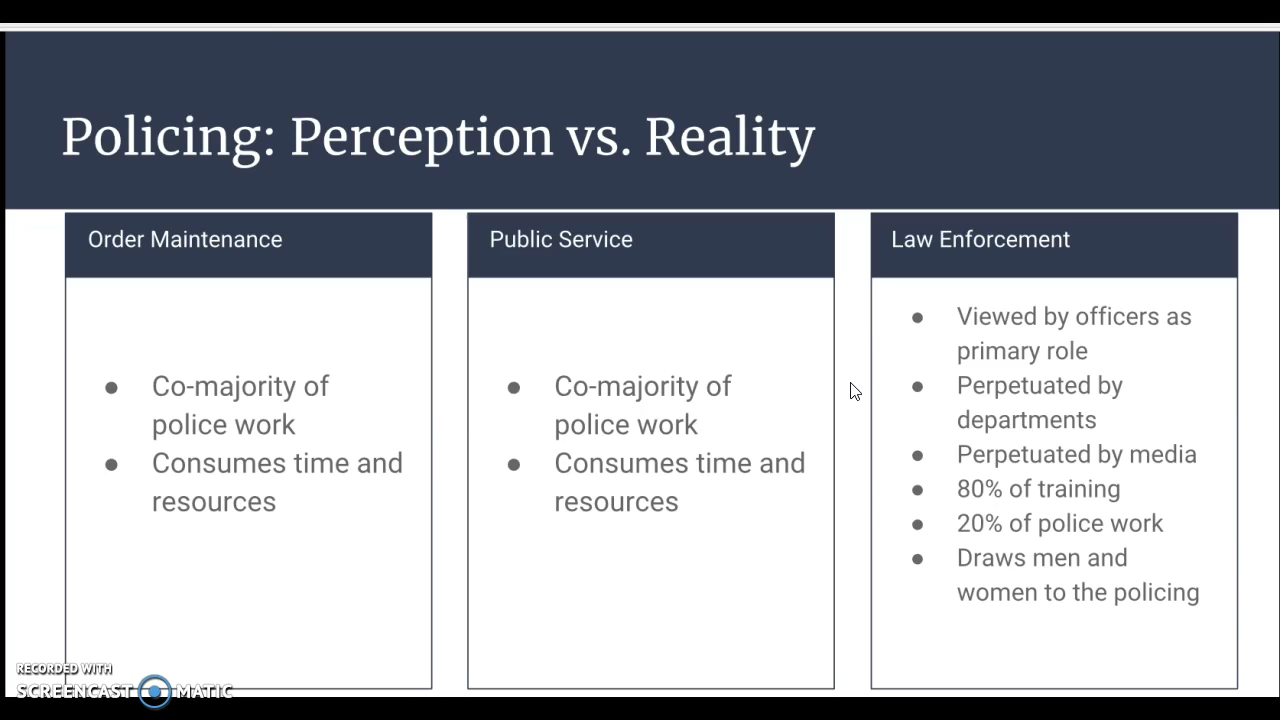 Policing: Perception vs. Reality
Order Maintenance
Co-majority of
police work
Consumes time and
resources
Public Service
Co-majority of
police work
Consumes time and
resources
Law Enforcement
Viewed by officers as
primary role
Perpetuated by
departments
Perpetuated by media
80% of training
20% of police work
Draws men and
women to the policing
RECORDED WITH
SCREENCAST MATIC